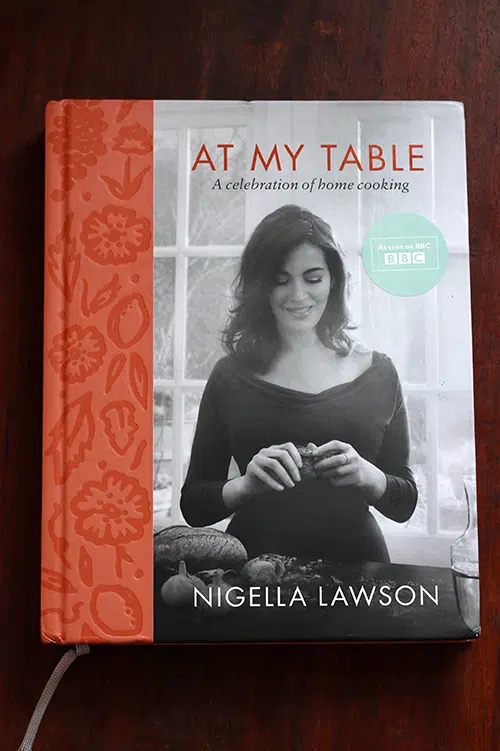 AT MY TABLE
A celebration of home cooking
As seen on BBC
BBC
NIGELLA LAWSON